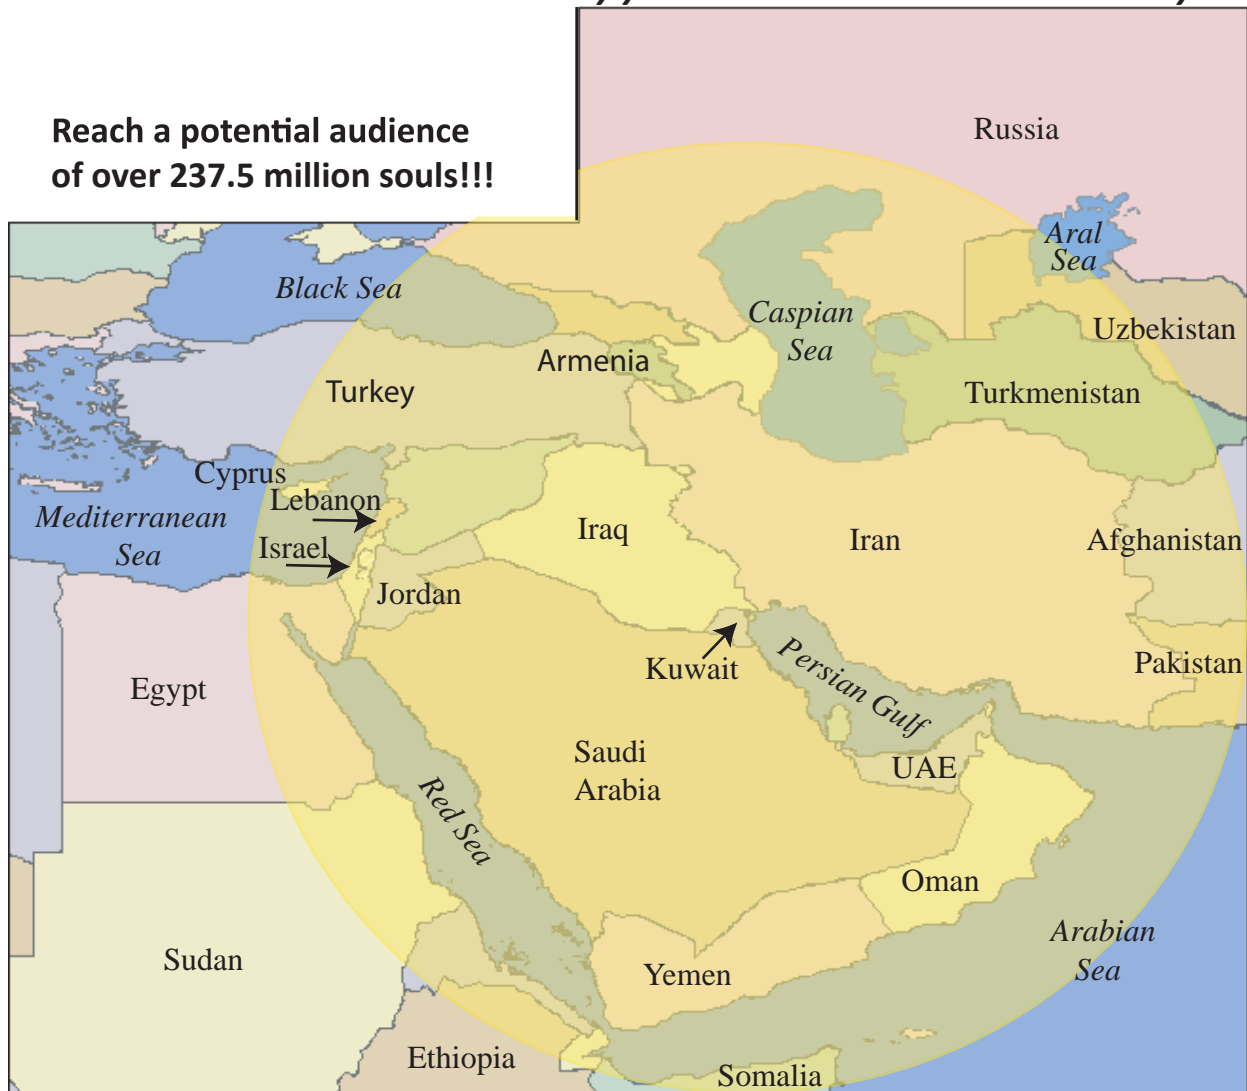 Reach a potential audience
of over 237.5 million souls!!!
Russia
Aral
Sea
Black Sea
Caspian
Sea
Uzbekistan
Armenia
Turkey
Turkmenistan
Cyprus
Lebanon
Mediterranean
Sea
Iraq
Iran
Afghanistan
Israel
Jordan
Kuwait
Persian Gulf
Pakistan
Egypt
Saudi
Arabia
UAE
Red Sea
Oman
Arabian
Sea
Sudan
Yemen
Ethiopia
Somalia